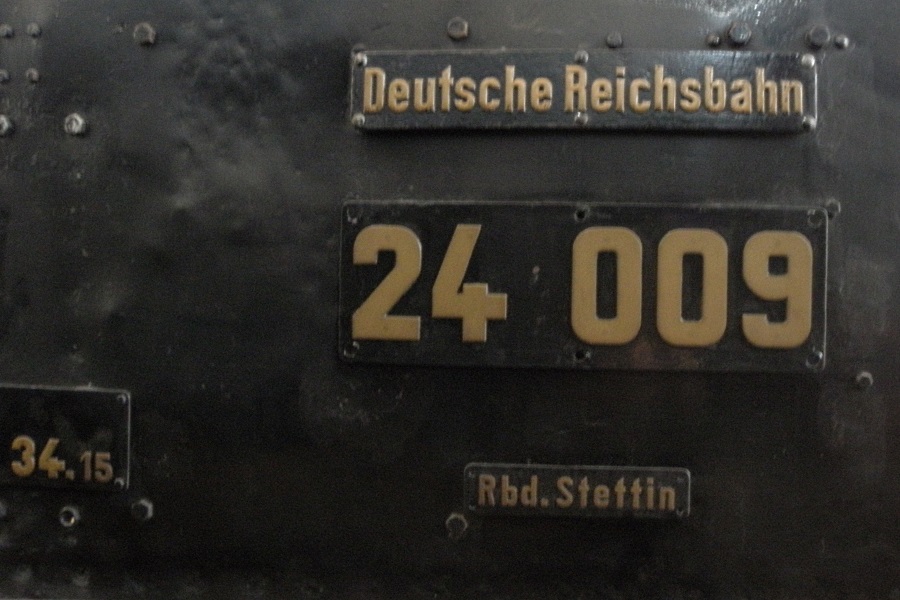 Deutsche Reichsbahn
24 009
34.15
Rbd. Stettin